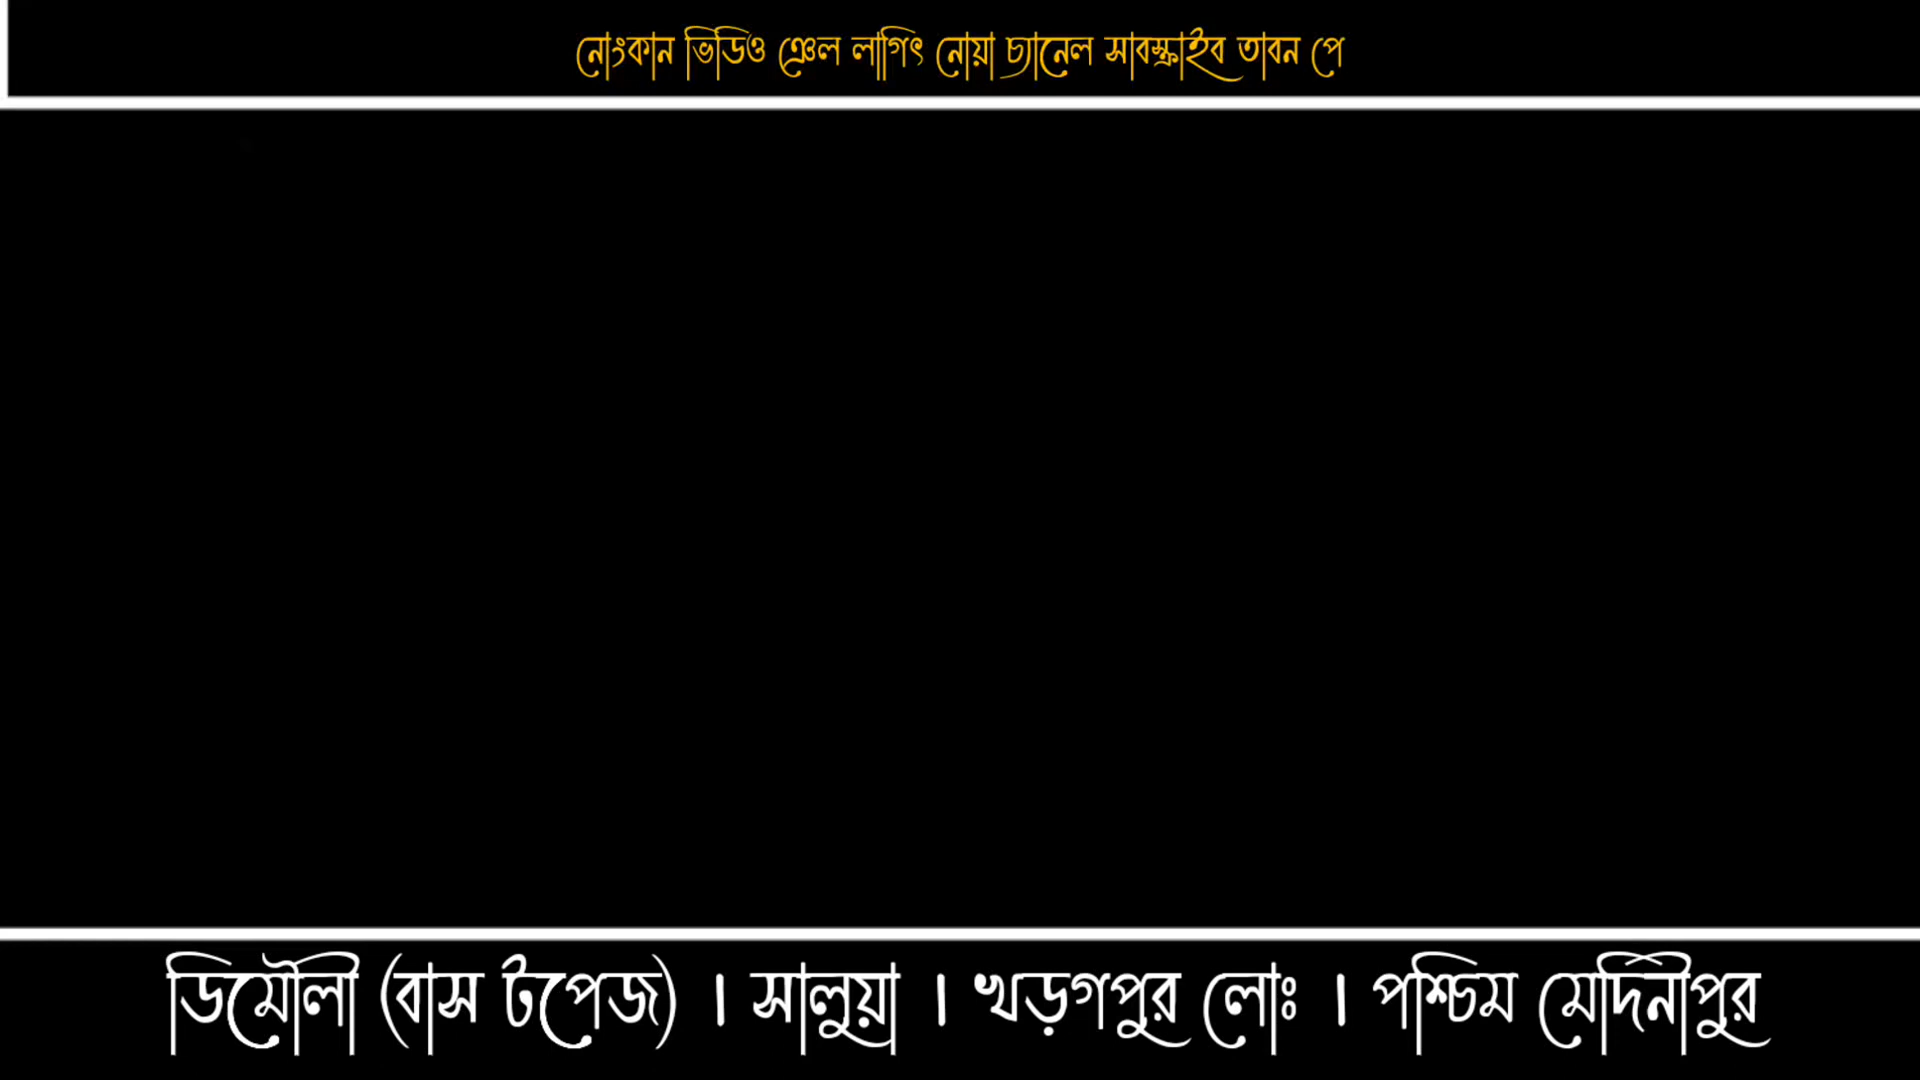 নোংকান ভিডিও ঞেল লাগিৎ নোয়া চ্যানেল সাবস্ক্রাইব তাবন পে
ডিমৌলী (বাস টপেজ) । সালুয়া । খড়গপুর লোঃ । পশ্চিম মেদিনীপুর